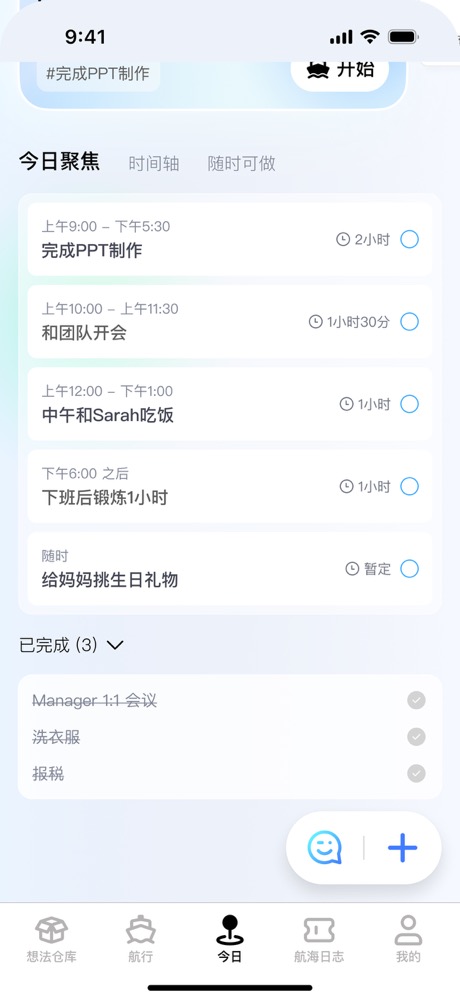 9:41
#完成PPT制作
开始
今日聚焦 时间轴 随时可做
上午9:00 – 下午5:30
完成PPT制作
2小时
上午10:00 – 上午11:30
和团队开会
1小时30分
上午12:00 – 下午1:00
中午和Sarah吃饭
1小时
下午6:00 之后
下班后锻炼1小时
1小时
随时
给妈妈挑生日礼物
暂定
已完成 (3)
Manager 1:1 会议
洗衣服
报税
想法仓库 航行 今日 航海日志 我的